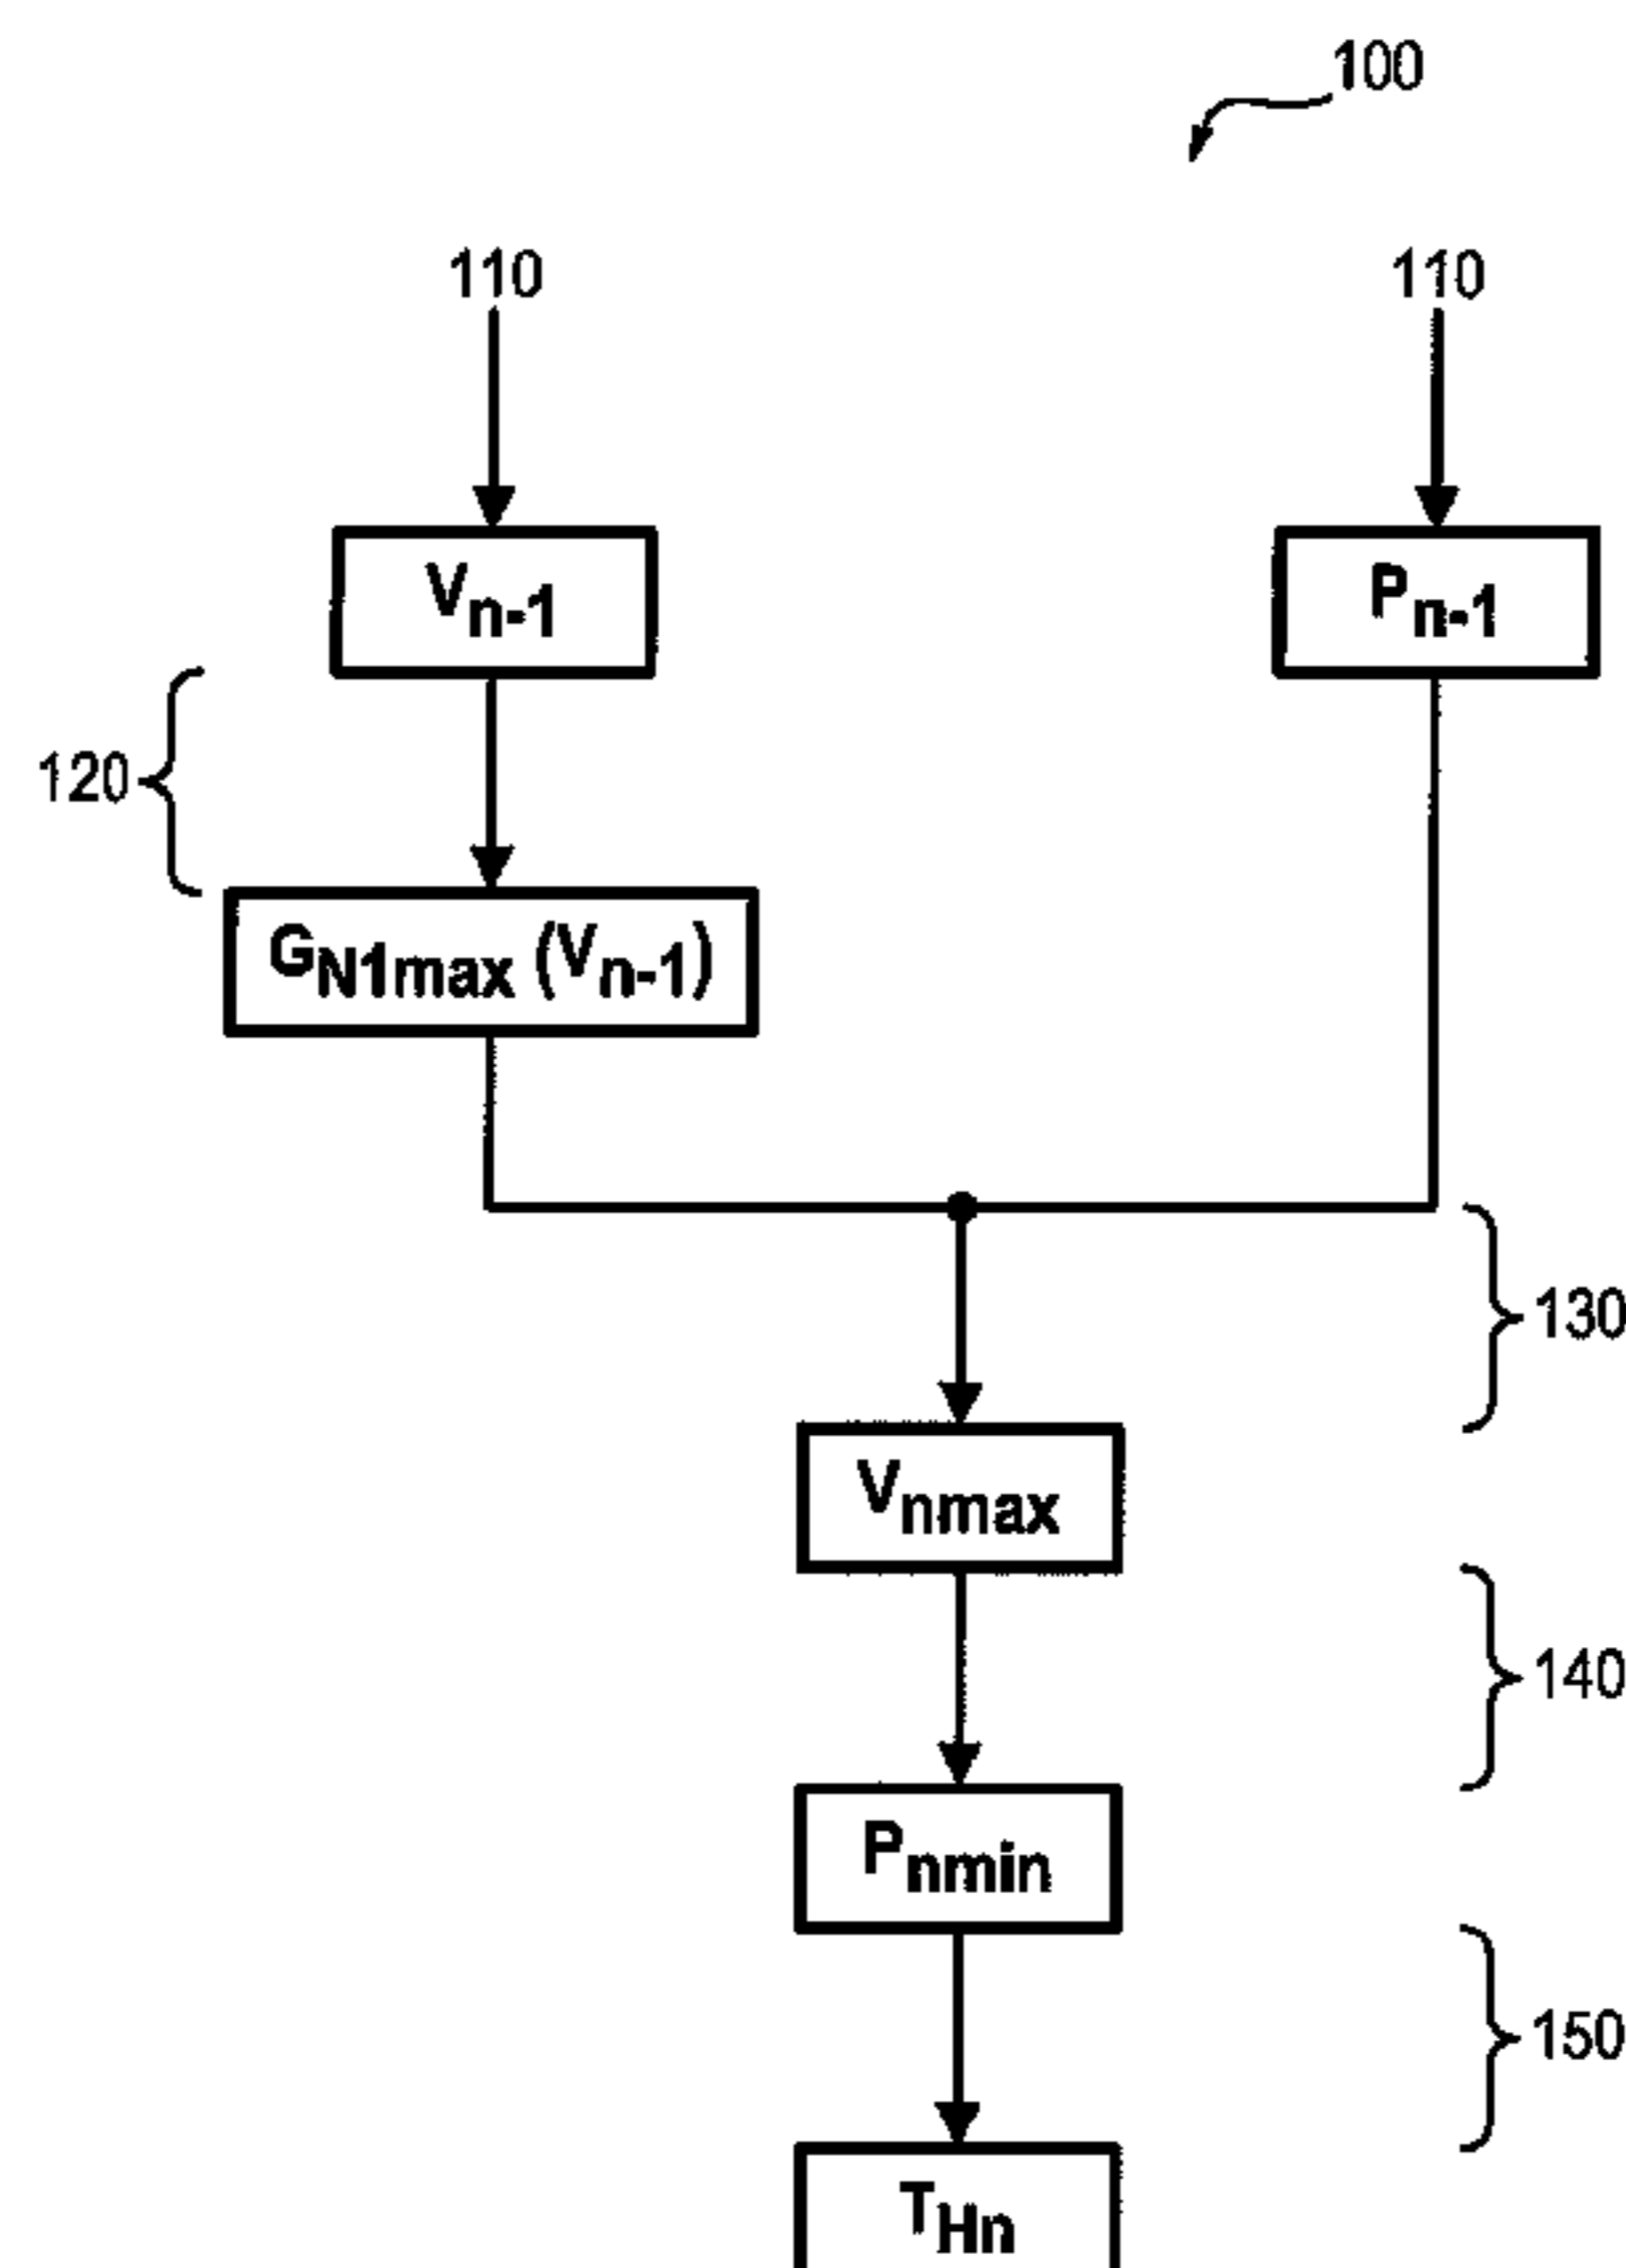 100
110 110
Vn-1 Pn-1
120
GN1max (Vn-1)
130
Vnmax
140
Pnmin
150
THn